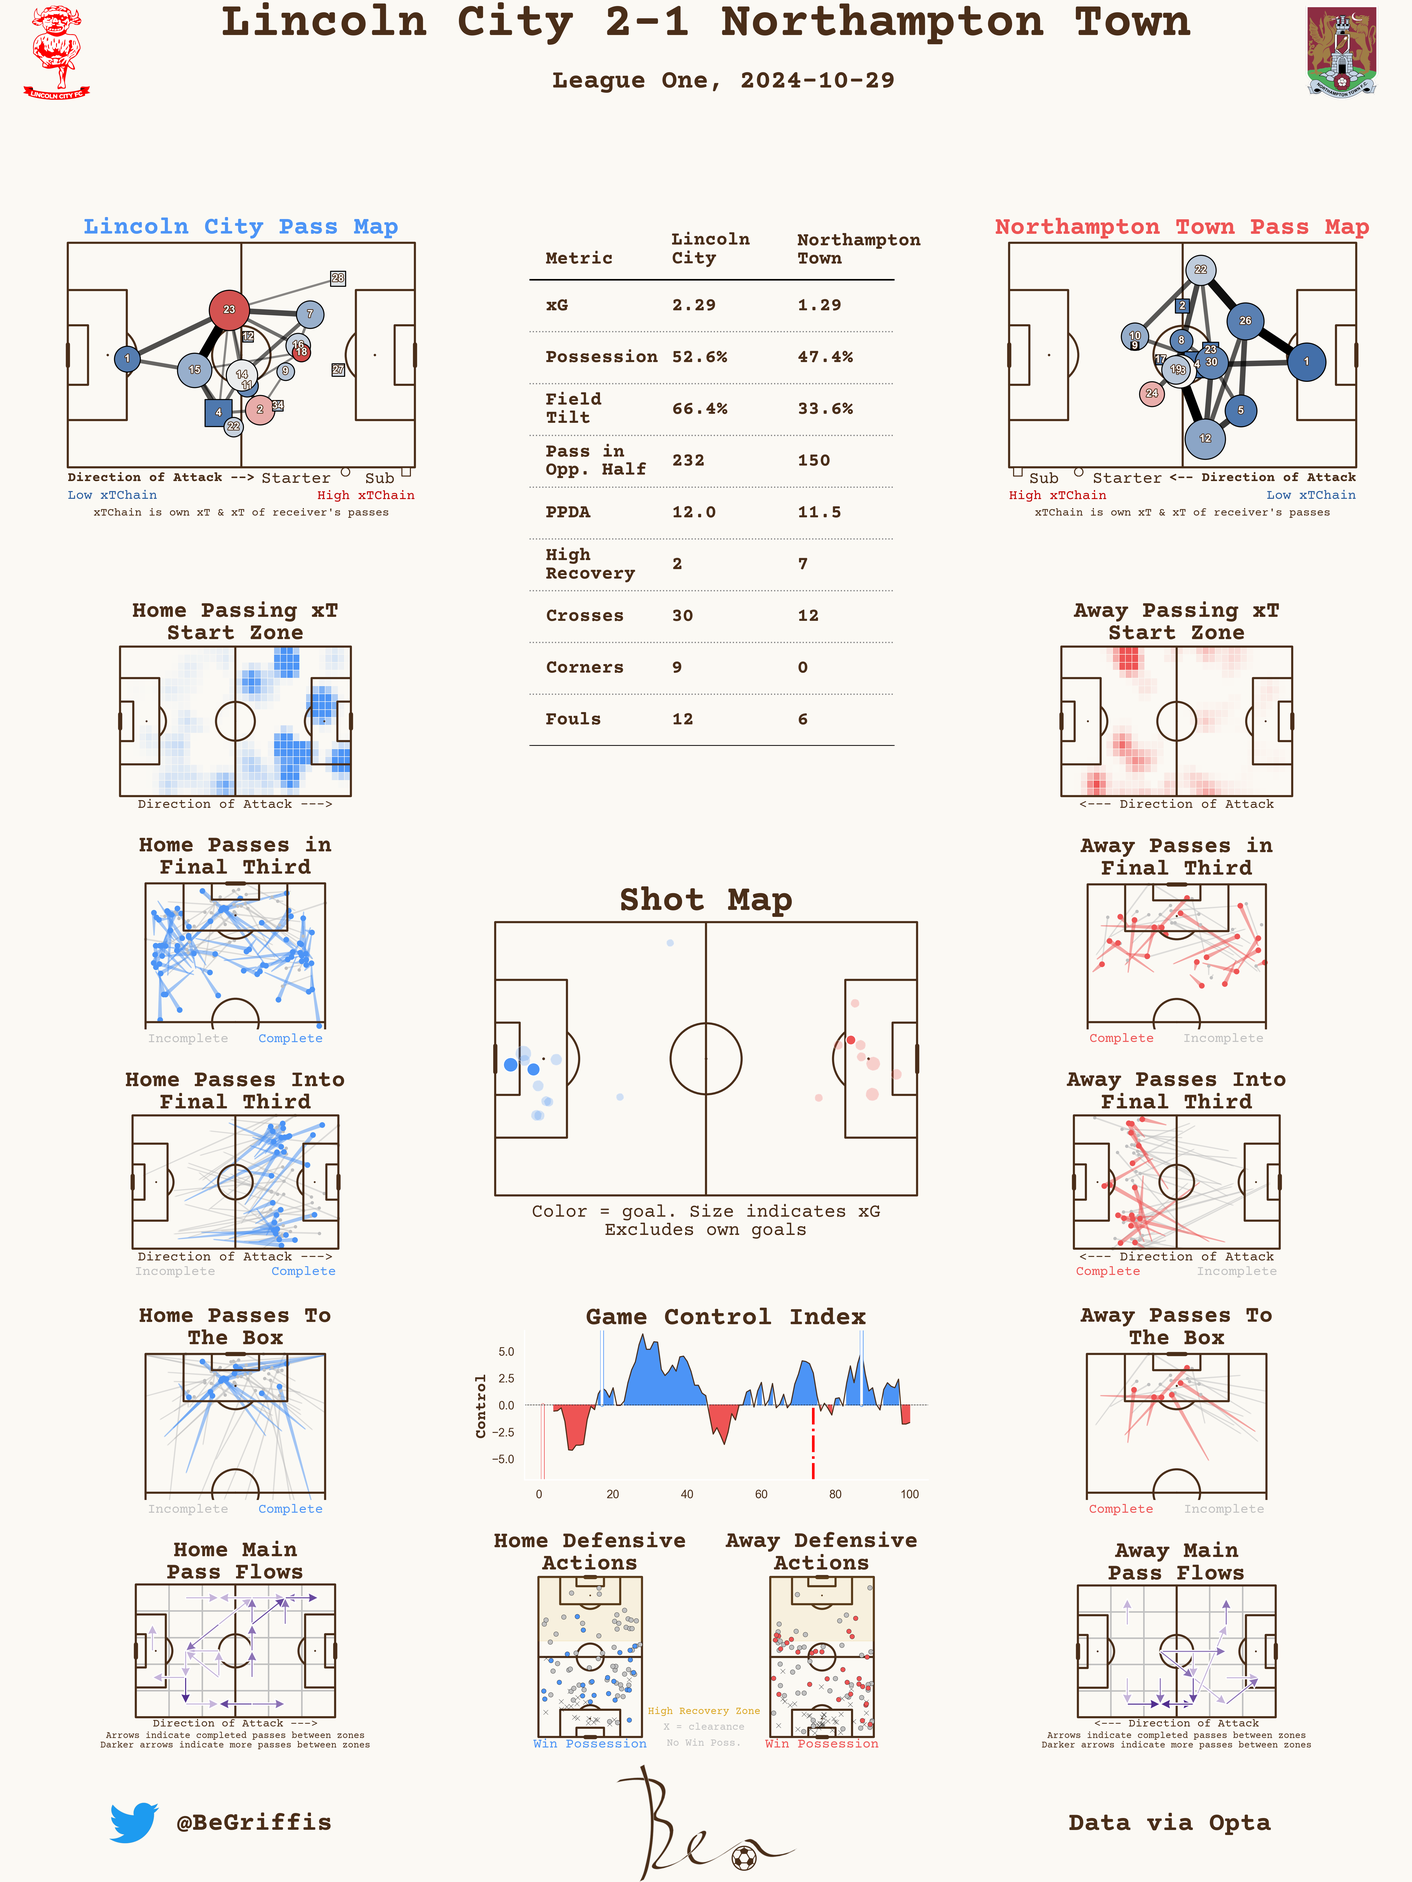 Lincoln City 2-1 Northampton Town
League One, 2024-10-29
LINCOLN CITY FC
NORTHAMPTON TOWN F.C.
Lincoln City Pass Map
28
23
7
12
16
18
1
15
14
11
9
27
4
2
34
22
Direction of Attack --> Starter Sub
Low xTChain High xTChain
xTChain is own xT & xT of receiver's passes
Metric Lincoln City Northampton Town
xG 2.29 1.29
Possession 52.6% 47.4%
Field Tilt 66.4% 33.6%
Pass in Opp. Half 232 150
PPDA 12.0 11.5
High Recovery 2 7
Crosses 30 12
Corners 9 0
Fouls 12 6
Northampton Town Pass Map
22
2
26
10
9
8
23
17
19
4
30
1
24
5
12
Sub Starter <-- Direction of Attack
High xTChain Low xTChain
xTChain is own xT & xT of receiver's passes
Home Passing xT
Start Zone
Direction of Attack --->
Away Passing xT
Start Zone
<--- Direction of Attack
Home Passes in
Final Third
Incomplete Complete
Away Passes in
Final Third
Complete Incomplete
Shot Map
Color = goal. Size indicates xG
Excludes own goals
Home Passes Into
Final Third
Direction of Attack --->
Incomplete Complete
Away Passes Into
Final Third
<--- Direction of Attack
Complete Incomplete
Home Passes To
The Box
Incomplete Complete
Game Control Index
Control
5.0
2.5
0.0
−2.5
−5.0
0 20 40 60 80 100
Away Passes To
The Box
Complete Incomplete
Home Main
Pass Flows
Direction of Attack --->
Arrows indicate completed passes between zones
Darker arrows indicate more passes between zones
Home Defensive
Actions
Win Possession
High Recovery Zone
X = clearance
No Win Poss.
Away Defensive
Actions
Win Possession
Away Main
Pass Flows
<--- Direction of Attack
Arrows indicate completed passes between zones
Darker arrows indicate more passes between zones
@BeGriffis
Ben
Data via Opta